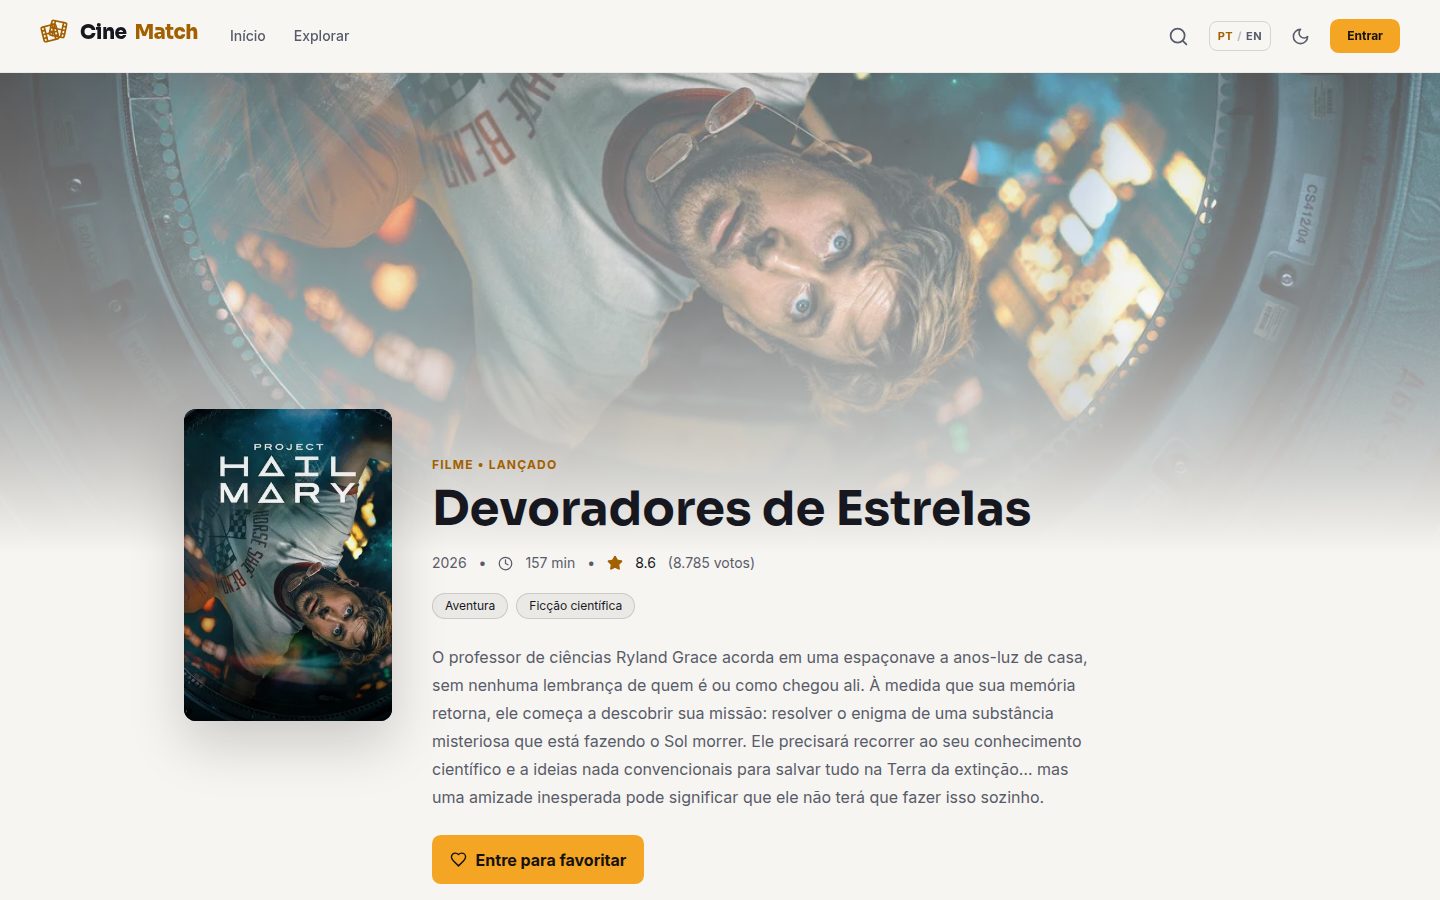 Cine Match
Início
Explorar
PT / EN
Entrar
CS412/04
PROJECT
HAIL
MARY
FILME • LANÇADO
Devoradores de Estrelas
2026 • 157 min • 8.6 (8.785 votos)
Aventura
Ficção científica
O professor de ciências Ryland Grace acorda em uma espaçonave a anos-luz de casa,
sem nenhuma lembrança de quem é ou como chegou ali. À medida que sua memória
retorna, ele começa a descobrir sua missão: resolver o enigma de uma substância
misteriosa que está fazendo o Sol morrer. Ele precisará recorrer ao seu conhecimento
científico e a ideias nada convencionais para salvar tudo na Terra da extinção... mas
uma amizade inesperada pode significar que ele não terá que fazer isso sozinho.
Entre para favoritar